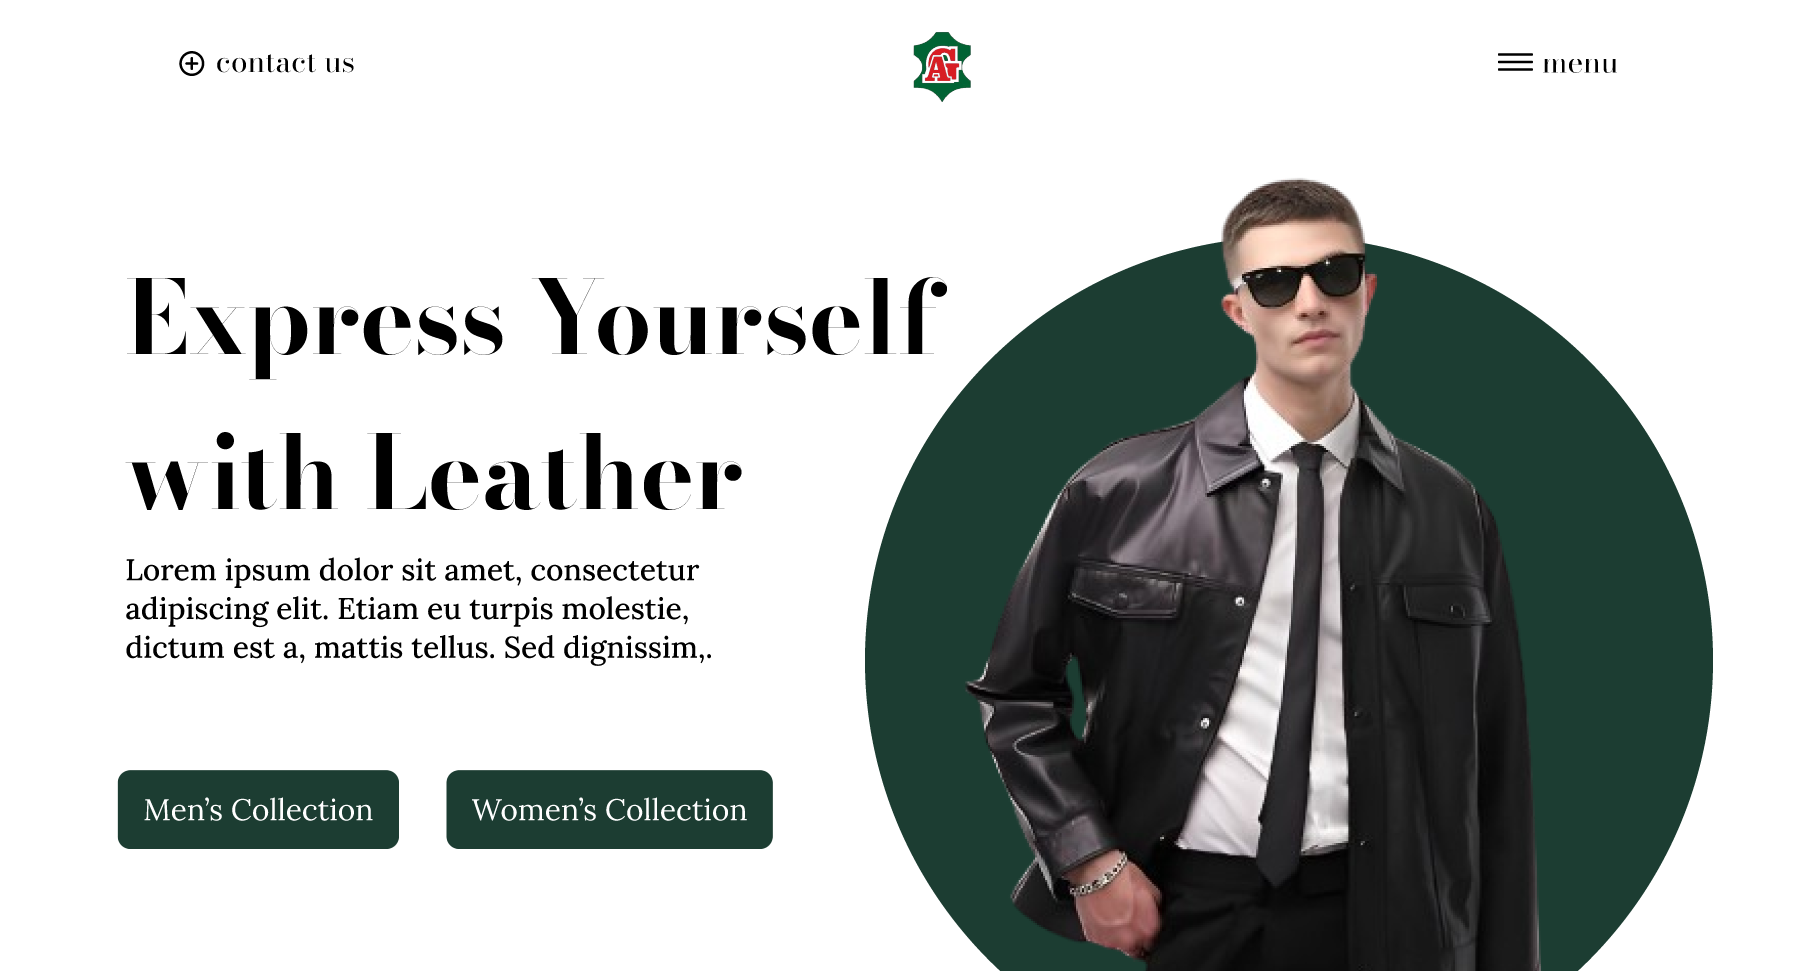 contact us
AG
menu
Express Yourself
with Leather
Lorem ipsum dolor sit amet, consectetur
adipiscing elit. Etiam eu turpis molestie,
dictum est a, mattis tellus. Sed dignissim,.
Men’s Collection
Women’s Collection